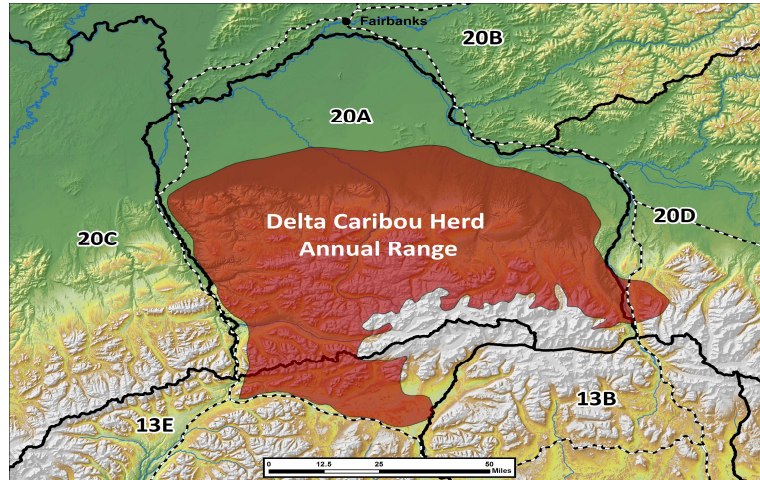 Fairbanks
20B
20A
20D
Delta Caribou Herd
Annual Range
20C
13B
13E
0 12.5 25 50
Miles